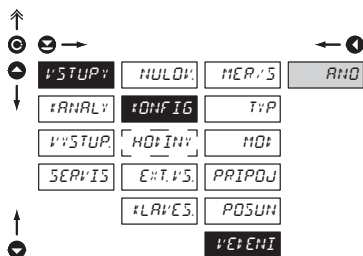 VSTUPY NULOV. MER/S ANO
KANALY KONFIG TYP
VYSTUP. HODINY MOD
SERVIS EXT. VS. PRIPOJ
KLAVES. POSUN
VEDENI